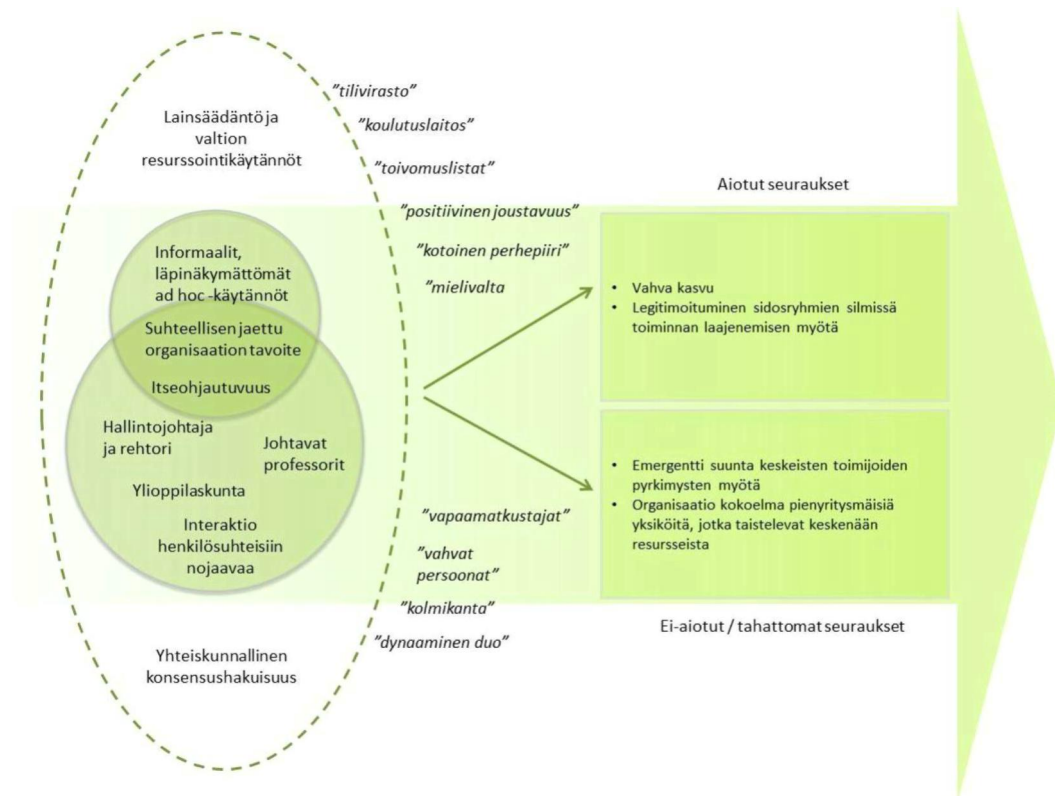 Lainsäädäntö ja
valtion
resurssointikäytännöt
"tilivirasto"
"koulutuslaitos"
"toivomuslistat"
"positiivinen joustavuus"
"kotoinen perhepiiri"
"mielivalta
Informaalit,
läpinäkymättömät
ad hoc -käytännöt
Suhteellisen jaettu
organisaation tavoite
Itseohjautuvuus
Hallintojohtaja
ja rehtori
Johtavat
professorit
Ylioppilaskunta
Interaktio
henkilösuhteisiin
nojaavaa
Yhteiskunnallinen
konsensushakuisuus
"vapaamatkustajat"
"vahvat
persoonat"
"kolmikanta"
"dynaaminen duo"
Aiotut seuraukset
• Vahva kasvu
• Legitimoituminen sidosryhmien silmissä
toiminnan laajenemisen myötä
• Emergentti suunta keskeisten toimijoiden
pyrkimysten myötä
• Organisaatio kokoelma pienyritysmäisiä
yksiköitä, jotka taistelevat keskenään
resursseista
Ei-aiotut / tahattomat seuraukset